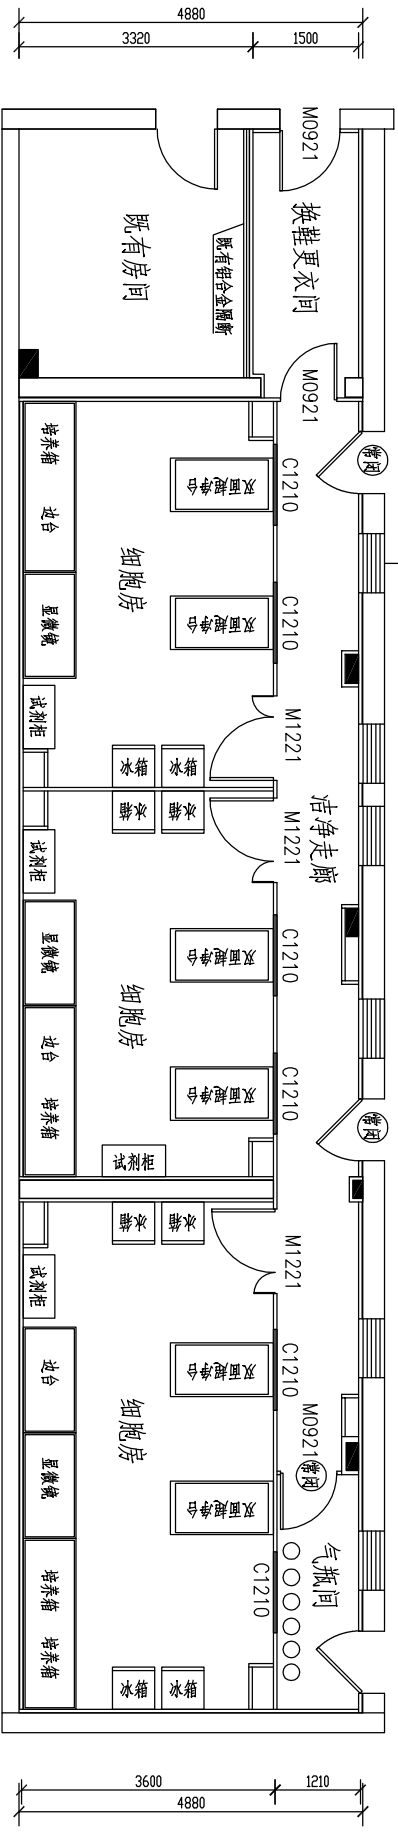 4880
3320
1500
M0921
换鞋更衣间
既有房间
既有铝合金隔断
M0921
常闭
培养箱
边台
双面超净台
C1210
细胞房
显微镜
双面超净台
C1210
试剂柜
M1221
冰箱
冰箱
洁净走廊
冰箱
冰箱
M1221
试剂柜
显微镜
双面超净台
C1210
细胞房
边台
双面超净台
C1210
培养箱
常闭
试剂柜
冰箱
冰箱
M1221
试剂柜
边台
双面超净台
C1210
细胞房
M0921
常闭
显微镜
双面超净台
气瓶间
C1210
培养箱
培养箱
冰箱
冰箱
3600
1210
4880